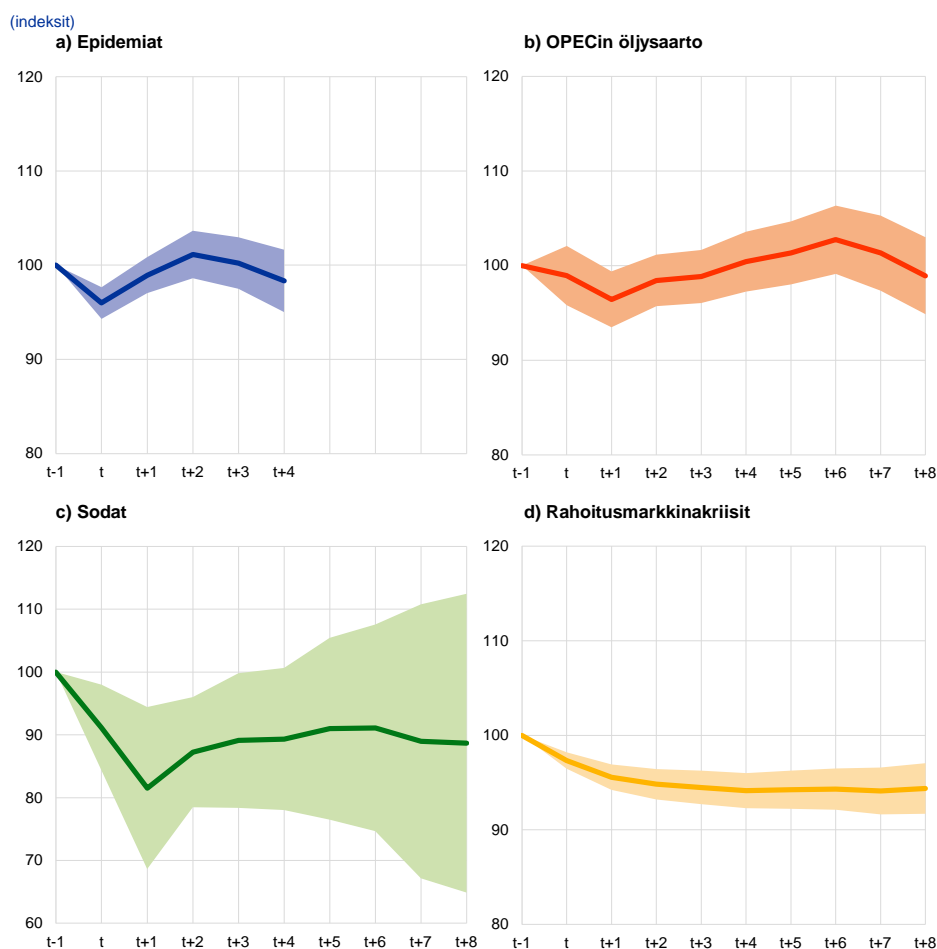 (indeksit)
a) Epidemiat
b) OPECin öljysaarto
120
110
100
90
80
t-1 t t+1 t+2 t+3 t+4
120
110
100
90
80
t-1 t t+1 t+2 t+3 t+4 t+5 t+6 t+7 t+8
c) Sodat
d) Rahoitusmarkkinakriisit
120
110
100
90
80
70
60
t-1 t t+1 t+2 t+3 t+4 t+5 t+6 t+7 t+8
120
110
100
90
80
t-1 t t+1 t+2 t+3 t+4 t+5 t+6 t+7 t+8